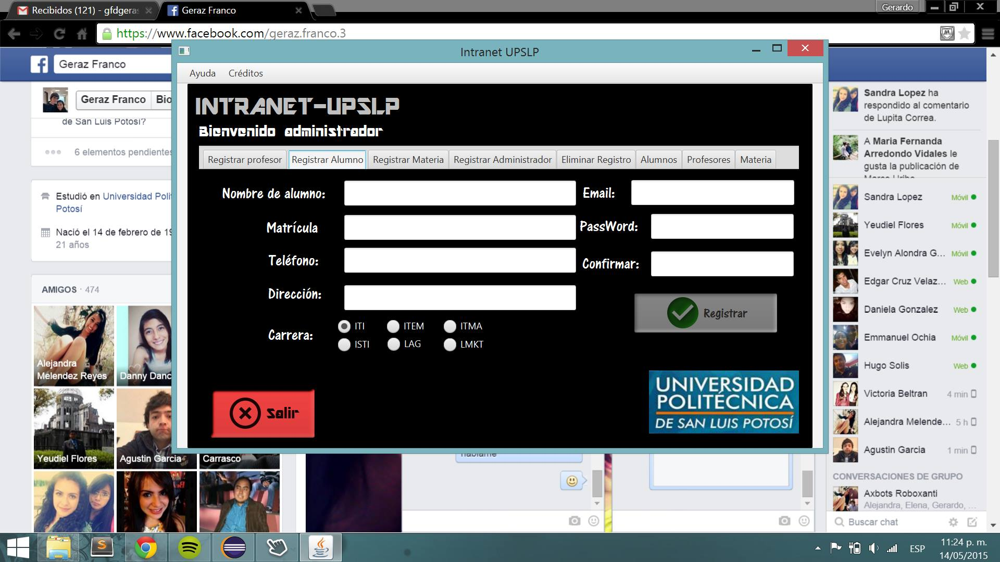 Recibidos (121) - gfdgeras
Geraz Franco
Gerardo
https://www.facebook.com/geraz.franco.3
Geraz Franco
Geraz Franco
Bio
de San Luis Potosí?
6 elementos pendientes
Estudió en Universidad Polit
Potosí
Nació el 14 de febrero de 19
21 años
AMIGOS · 474
Alejandra
Melendez Reyes
Danny Danc
Yeudiel Flores
Agustin Garcia
Carrasco
Intranet UPSLP
Ayuda
Créditos
INTRANET-UPSLP
Bienvenido administrador
Registrar profesor
Registrar Alumno
Registrar Materia
Registrar Administrador
Eliminar Registro
Alumnos
Profesores
Materia
Nombre de alumno:
Email:
Matrícula
PassWord:
Teléfono:
Confirmar:
Dirección:
Registrar
Carrera:
ITI
ITEM
ITMA
ISTI
LAG
LMKT
Salir
UNIVERSIDAD
POLITÉCNICA
DE SAN LUIS POTOSÍ
hablame
Sandra Lopez ha
respondido al comentario
de Lupita Correa.
A Maria Fernanda
Arredondo Vidales le
gusta la publicación de
Sandra Lopez Móvil
Yeudiel Flores Móvil
Evelyn Alondra G... Móvil
Edgar Cruz Velaz... Web
Daniela Gonzalez Web
Emmanuel Ochia Móvil
Hugo Solis Web
Victoria Beltran 4 min
Alejandra Melende... 5 h
Agustin Garcia 1 min
CONVERSACIONES DE GRUPO
Axbots Roboxanti
Alejandra, Elena, Gerardo, ...
Buscar chat
ESP
11:24 p. m.
14/05/2015